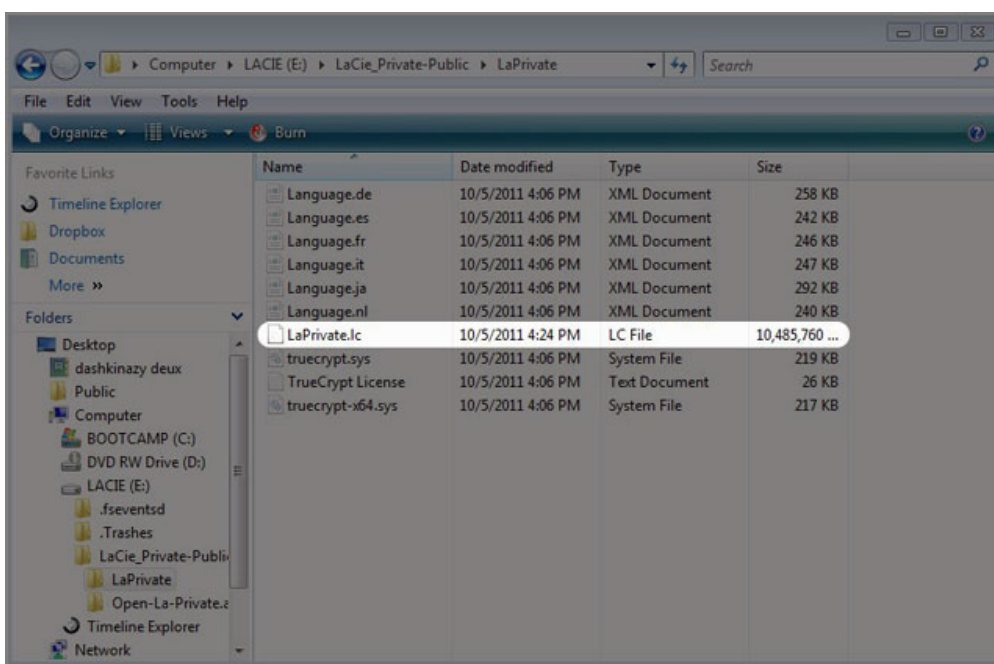 Computer LACIE (E:) LaCie_Private-Public LaPrivate Search
File Edit View Tools Help
Organize Views Burn
Favorite Links
Timeline Explorer
Dropbox
Documents
More »
Folders
Desktop
dashkinazy deux
Public
Computer
BOOTCAMP (C:)
DVD RW Drive (D:)
LACIE (E:)
.fseventsd
.Trashes
LaCie_Private-Public
LaPrivate
Open-La-Private.a
Timeline Explorer
Network
Name Date modified Type Size
Language.de 10/5/2011 4:06 PM XML Document 258 KB
Language.es 10/5/2011 4:06 PM XML Document 242 KB
Language.fr 10/5/2011 4:06 PM XML Document 246 KB
Language.it 10/5/2011 4:06 PM XML Document 247 KB
Language.ja 10/5/2011 4:06 PM XML Document 292 KB
Language.nl 10/5/2011 4:06 PM XML Document 240 KB
LaPrivate.lc 10/5/2011 4:24 PM LC File 10,485,760 ...
truecrypt.sys 10/5/2011 4:06 PM System File 219 KB
TrueCrypt License 10/5/2011 4:06 PM Text Document 26 KB
truecrypt-x64.sys 10/5/2011 4:06 PM System File 217 KB